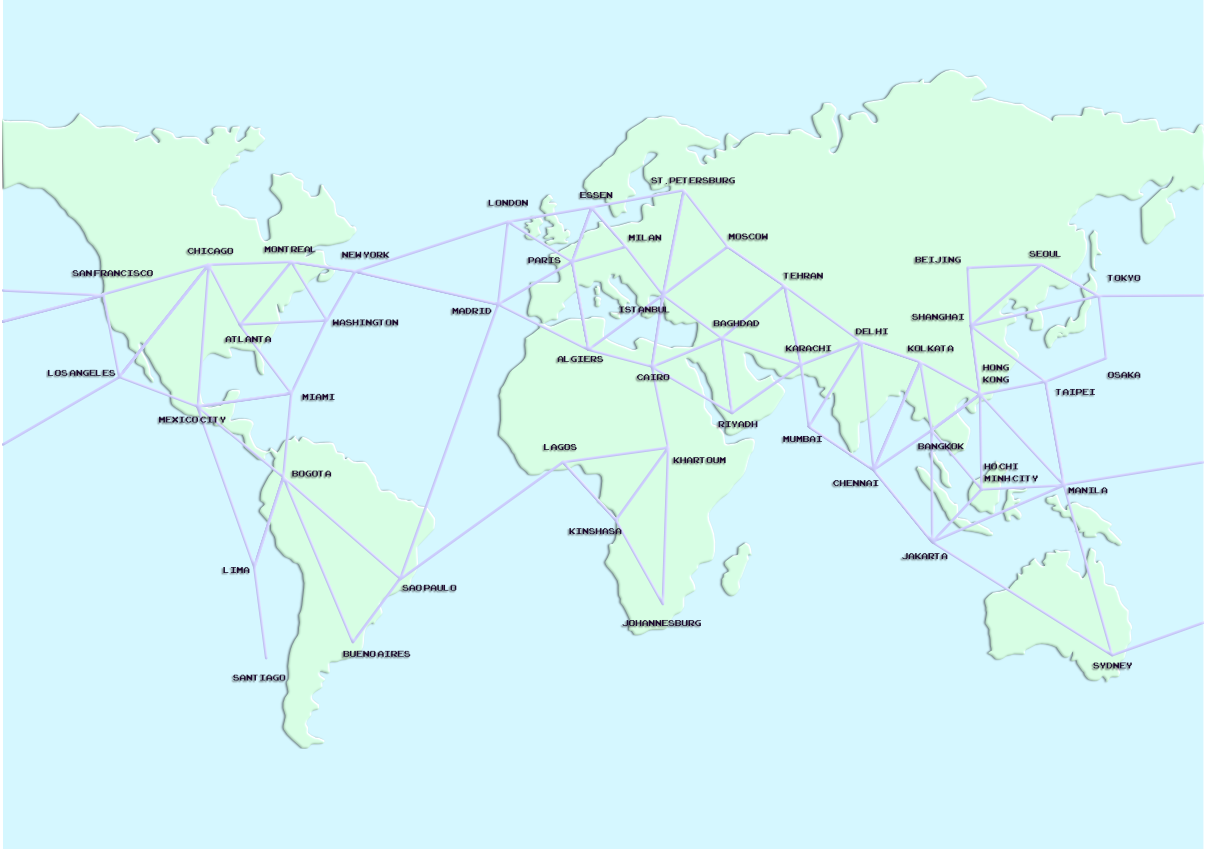 ST.PETERSBURG
ESSEN
LONDON
MILAN
MOSCOW
CHICAGO
MONTREAL
NEW YORK
PARIS
BEIJING
SEOUL
SAN FRANCISCO
TEHRAN
TOKYO
MADRID
ISTANBUL
SHANGHAI
WASHINGTON
BAGHDAD
DELHI
ATLANTA
KARACHI
KOLKATA
ALGIERS
HONG
KONG
LOS ANGELES
CAIRO
OSAKA
TAIPEI
MIAMI
MEXICO CITY
RIYADH
MUMBAI
LAGOS
BANGKOK
KHARTOUM
BOGOTA
HO CHI
MINH CITY
CHENNAI
MANILA
KINSHASA
JAKARTA
LIMA
SAO PAULO
JOHANNESBURG
BUENO AIRES
SYDNEY
SANTIAGO